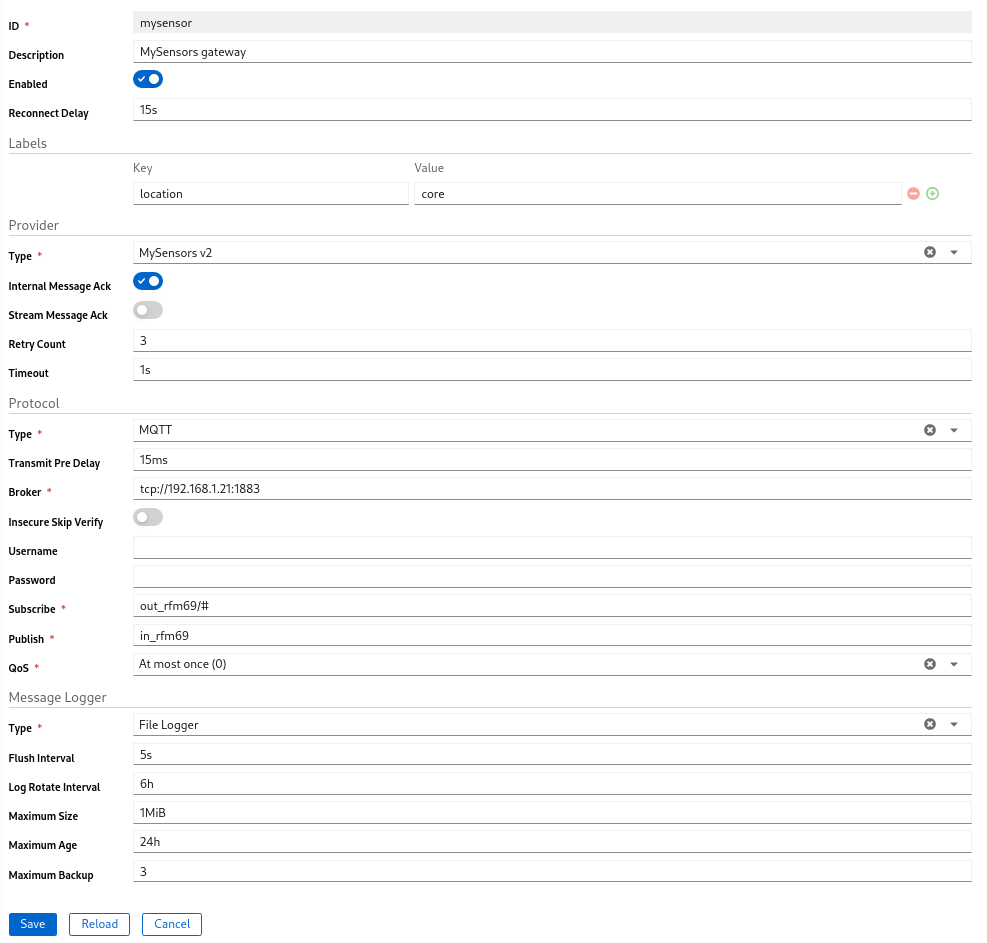 ID * mysensor
Description MySensors gateway
Enabled
Reconnect Delay 15s
Labels
Key Value
location core
Provider
Type * MySensors v2
Internal Message Ack
Stream Message Ack
Retry Count 3
Timeout 1s
Protocol
Type * MQTT
Transmit Pre Delay 15ms
Broker * tcp://192.168.1.21:1883
Insecure Skip Verify
Username
Password
Subscribe * out_rfm69/#
Publish * in_rfm69
QoS * At most once (0)
Message Logger
Type * File Logger
Flush Interval 5s
Log Rotate Interval 6h
Maximum Size 1MiB
Maximum Age 24h
Maximum Backup 3
Save Reload Cancel